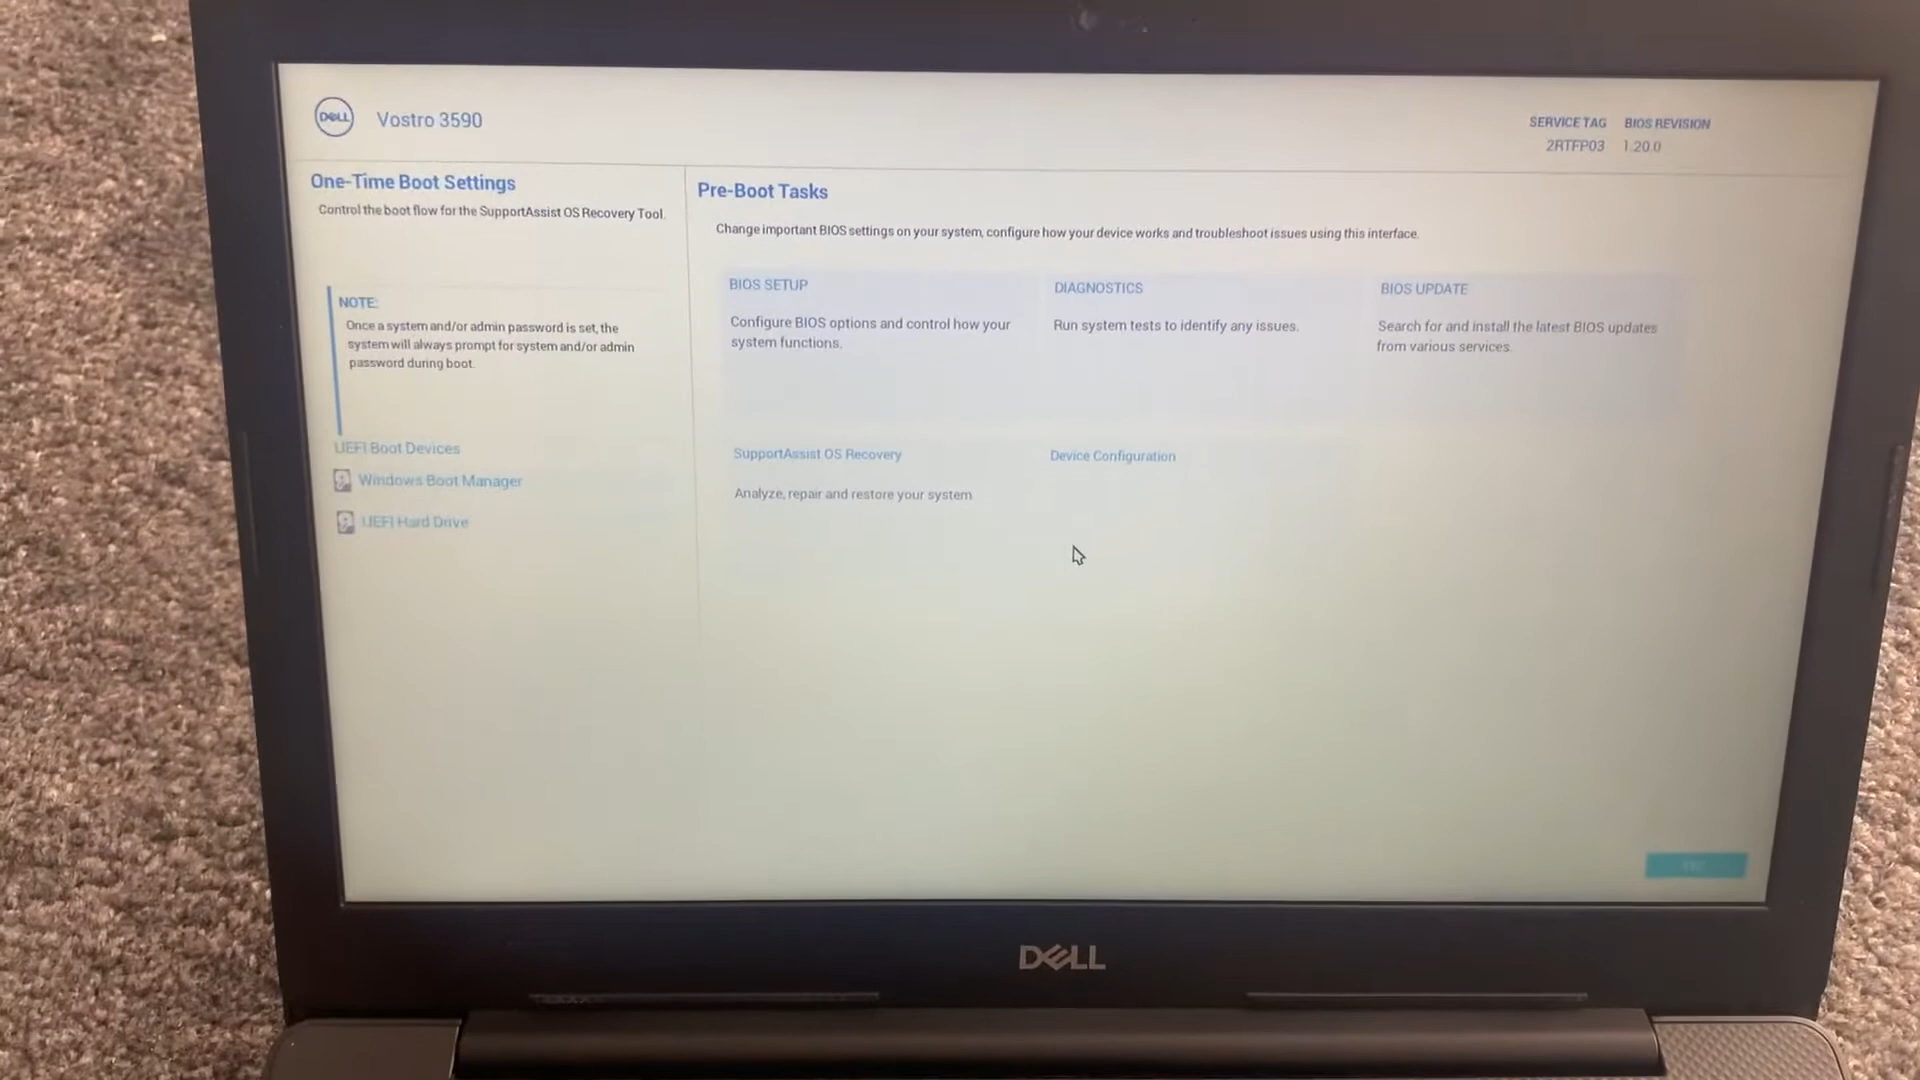 DELL
Vostro 3590
SERVICE TAG BIOS REVISION
2RTFP03 1.20.0
One-Time Boot Settings
Control the boot flow for the SupportAssist OS Recovery Tool.
NOTE:
Once a system and/or admin password is set, the
system will always prompt for system and/or admin
password during boot.
UEFI Boot Devices
Windows Boot Manager
UEFI Hard Drive
Pre-Boot Tasks
Change important BIOS settings on your system, configure how your device works and troubleshoot issues using this interface.
BIOS SETUP
Configure BIOS options and control how your
system functions.
DIAGNOSTICS
Run system tests to identify any issues.
BIOS UPDATE
Search for and install the latest BIOS updates
from various services.
SupportAssist OS Recovery
Analyze, repair and restore your system
Device Configuration
DELL